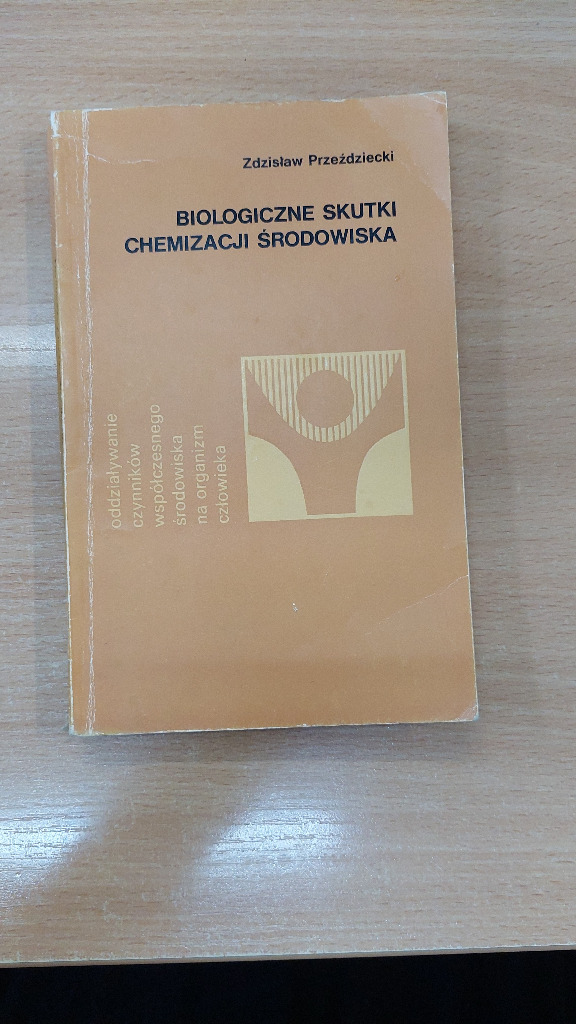 Zdzisław Przeździecki
BIOLOGICZNE SKUTKI
CHEMIZACJI ŚRODOWISKA
oddziaływanie
czynników
współczesnego
środowiska
na organizm
człowieka